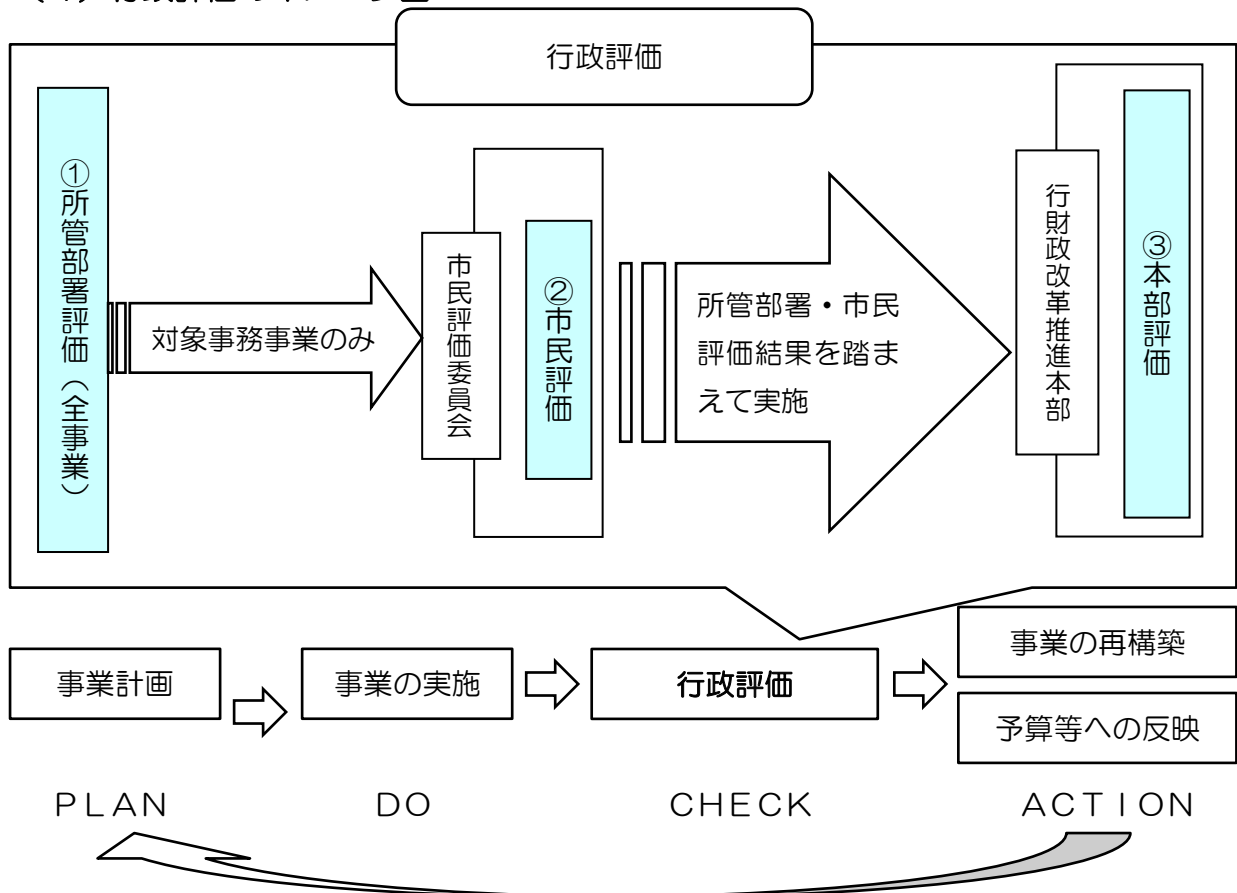 行政評価
①所管部署評価（全事業）
対象事務事業のみ
市民評価委員会
②市民評価
所管部署・市民
評価結果を踏ま
えて実施
行財政改革推進本部
③本部評価
事業計画
事業の実施
行政評価
事業の再構築
予算等への反映
ＰＬＡＮ
ＤＯ
ＣＨＥＣＫ
ＡＣＴＩＯＮ